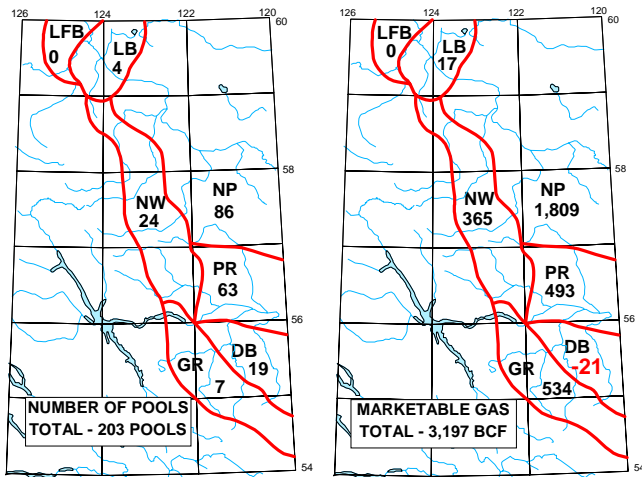 126
124
122
120
60
LFB
0
LB
4
58
NW
24
NP
86
PR
63
56
DB
19
GR
7
NUMBER OF POOLS
TOTAL - 203 POOLS
54
126
124
122
120
60
LFB
0
LB
17
58
NW
365
NP
1,809
PR
493
56
DB
-21
GR
534
MARKETABLE GAS
TOTAL - 3,197 BCF
54